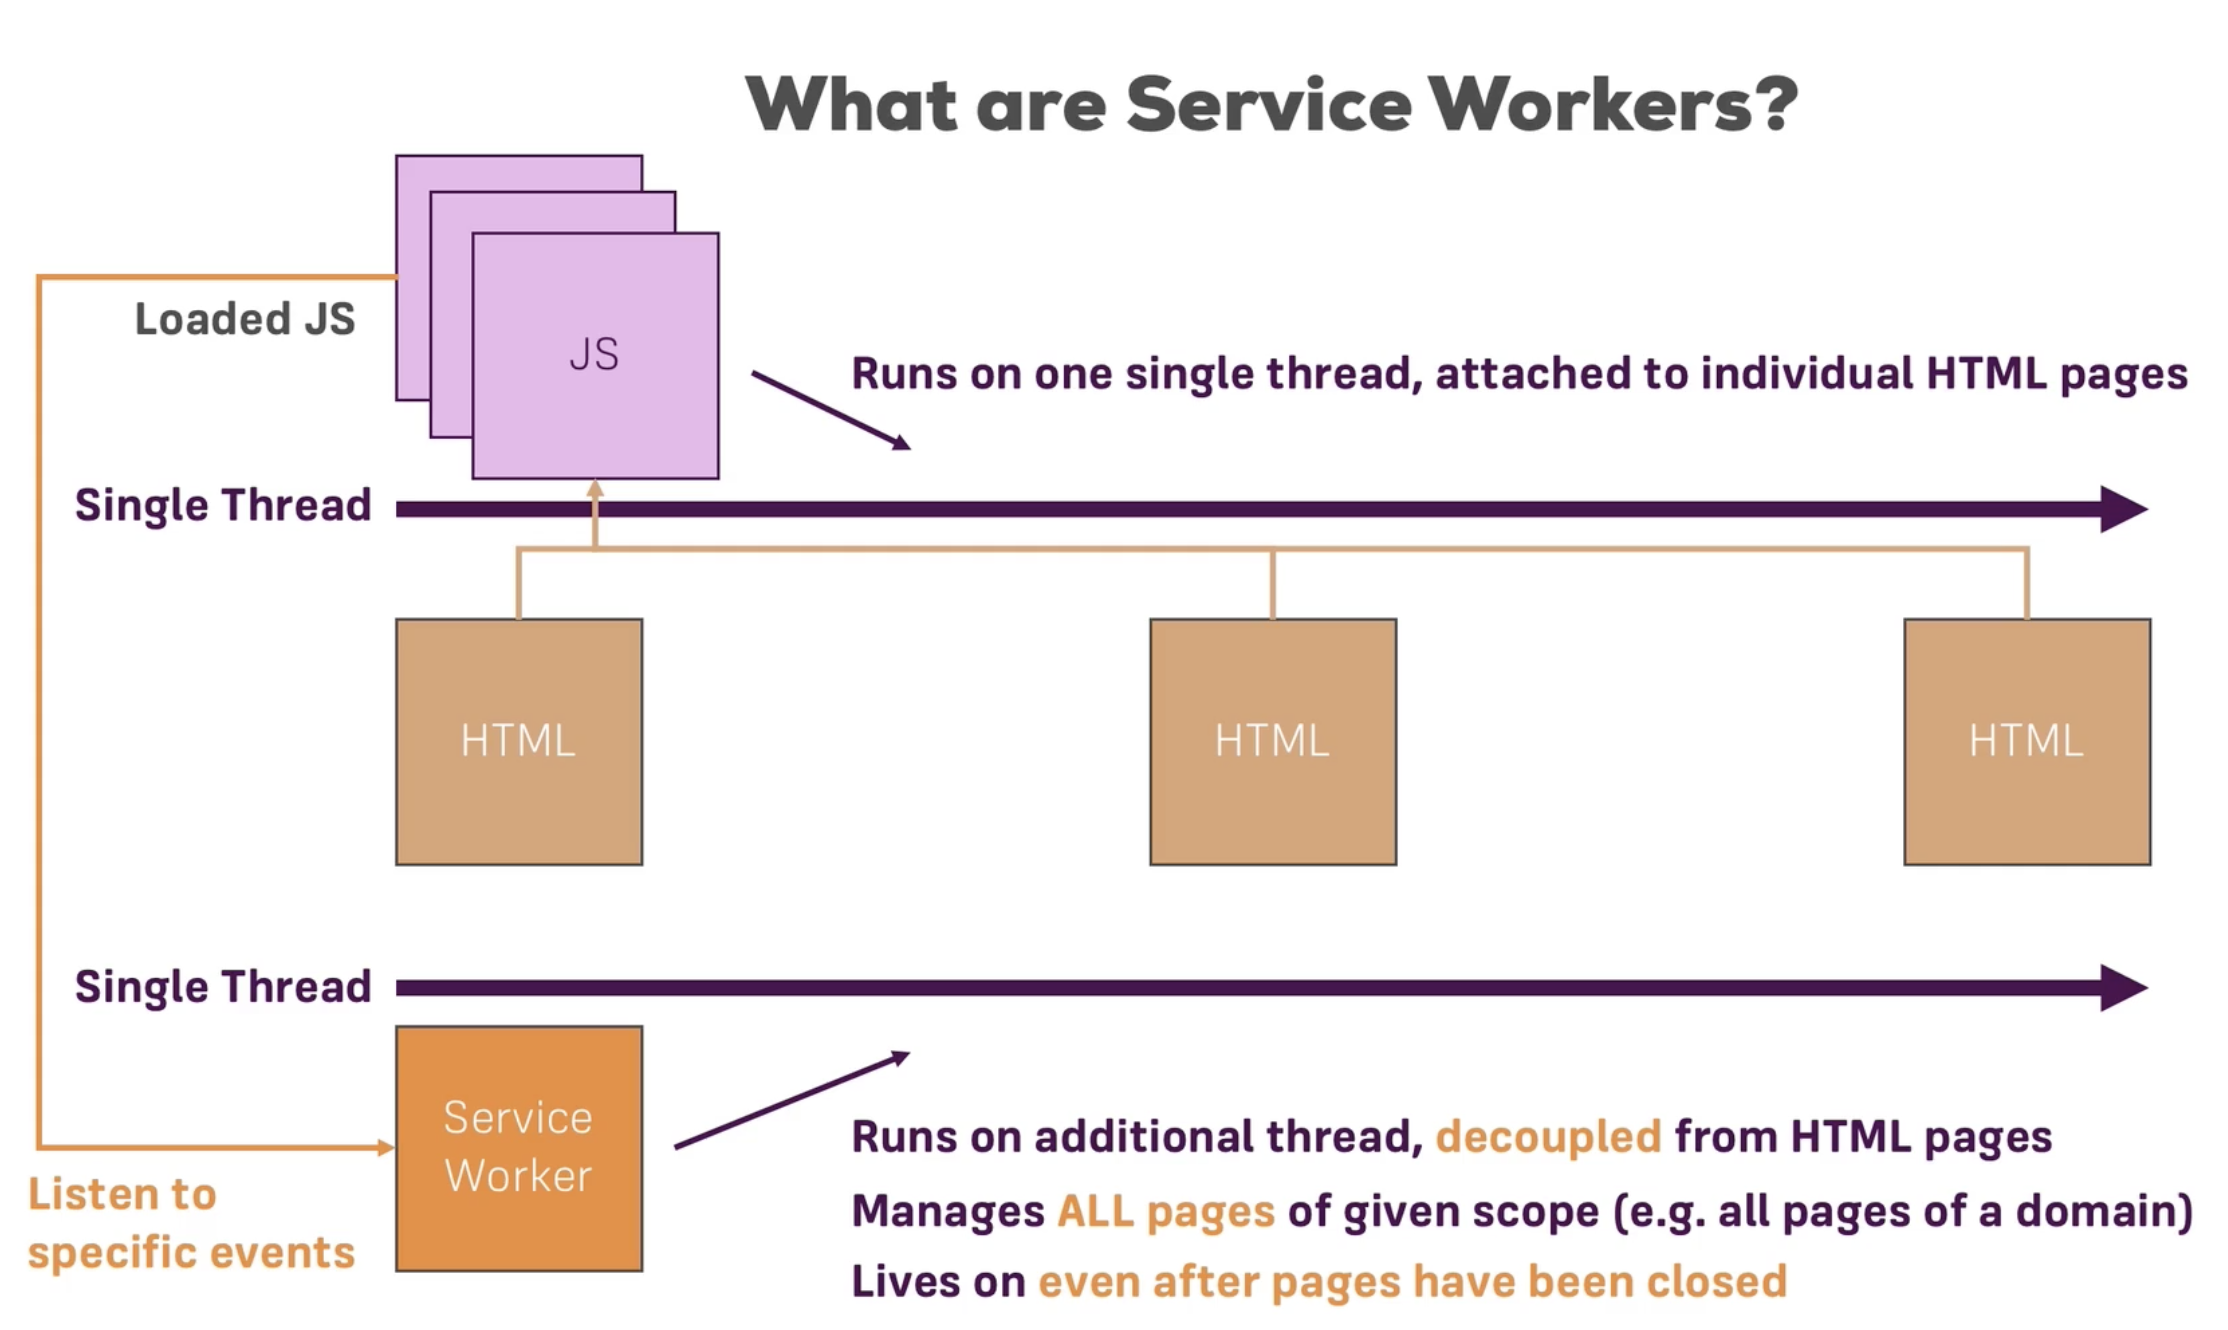 What are Service Workers?
Loaded JS
JS
Runs on one single thread, attached to individual HTML pages
Single Thread
HTML
HTML
HTML
Single Thread
Service
Worker
Listen to
specific events
Runs on additional thread, decoupled from HTML pages
Manages ALL pages of given scope (e.g. all pages of a domain)
Lives on even after pages have been closed